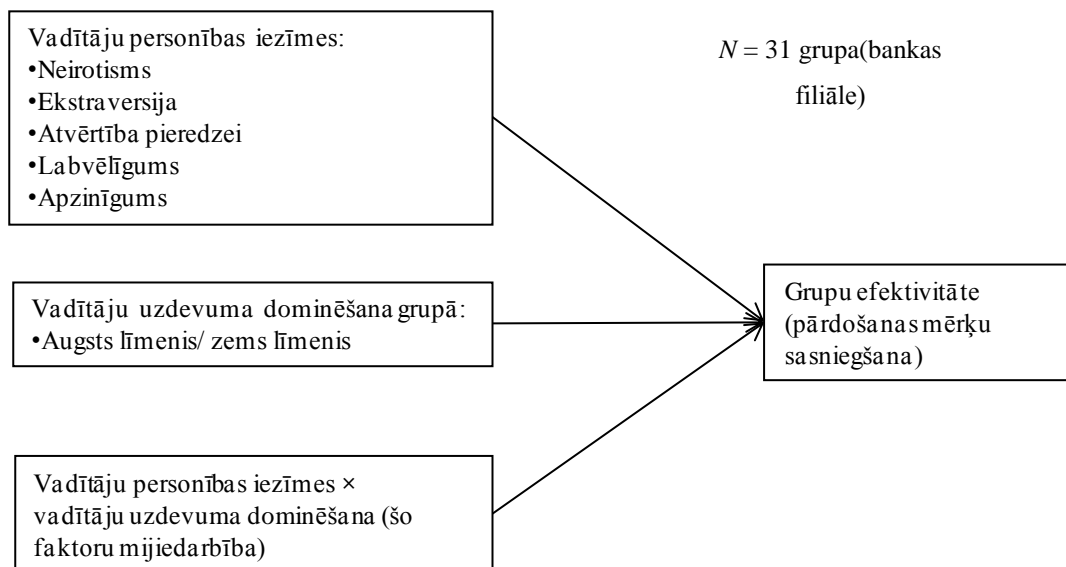 Vadītāju personības iezīmes:
•Neirotisms
•Ekstraversija
•Atvērtība pieredzei
•Labvēlīgums
•Apzinīgums
N = 31 grupa(bankas
filiāle)
Vadītāju uzdevuma dominēšana grupā:
•Augsts līmenis/ zems līmenis
Grupu efektivitāte
(pārdošanas mērķu
sasniegšana)
Vadītāju personības iezīmes ×
vadītāju uzdevuma dominēšana (šo
faktoru mijiedarbība)